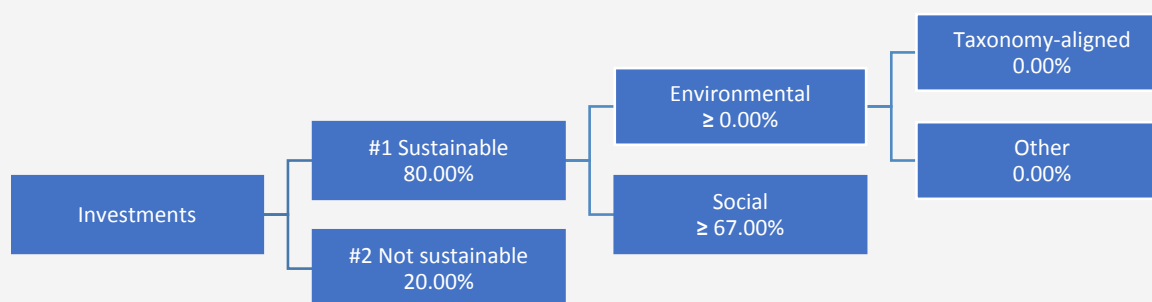 Investments
#1 Sustainable
80.00%
#2 Not sustainable
20.00%
Environmental
≥ 0.00%
Social
≥ 67.00%
Taxonomy-aligned
0.00%
Other
0.00%